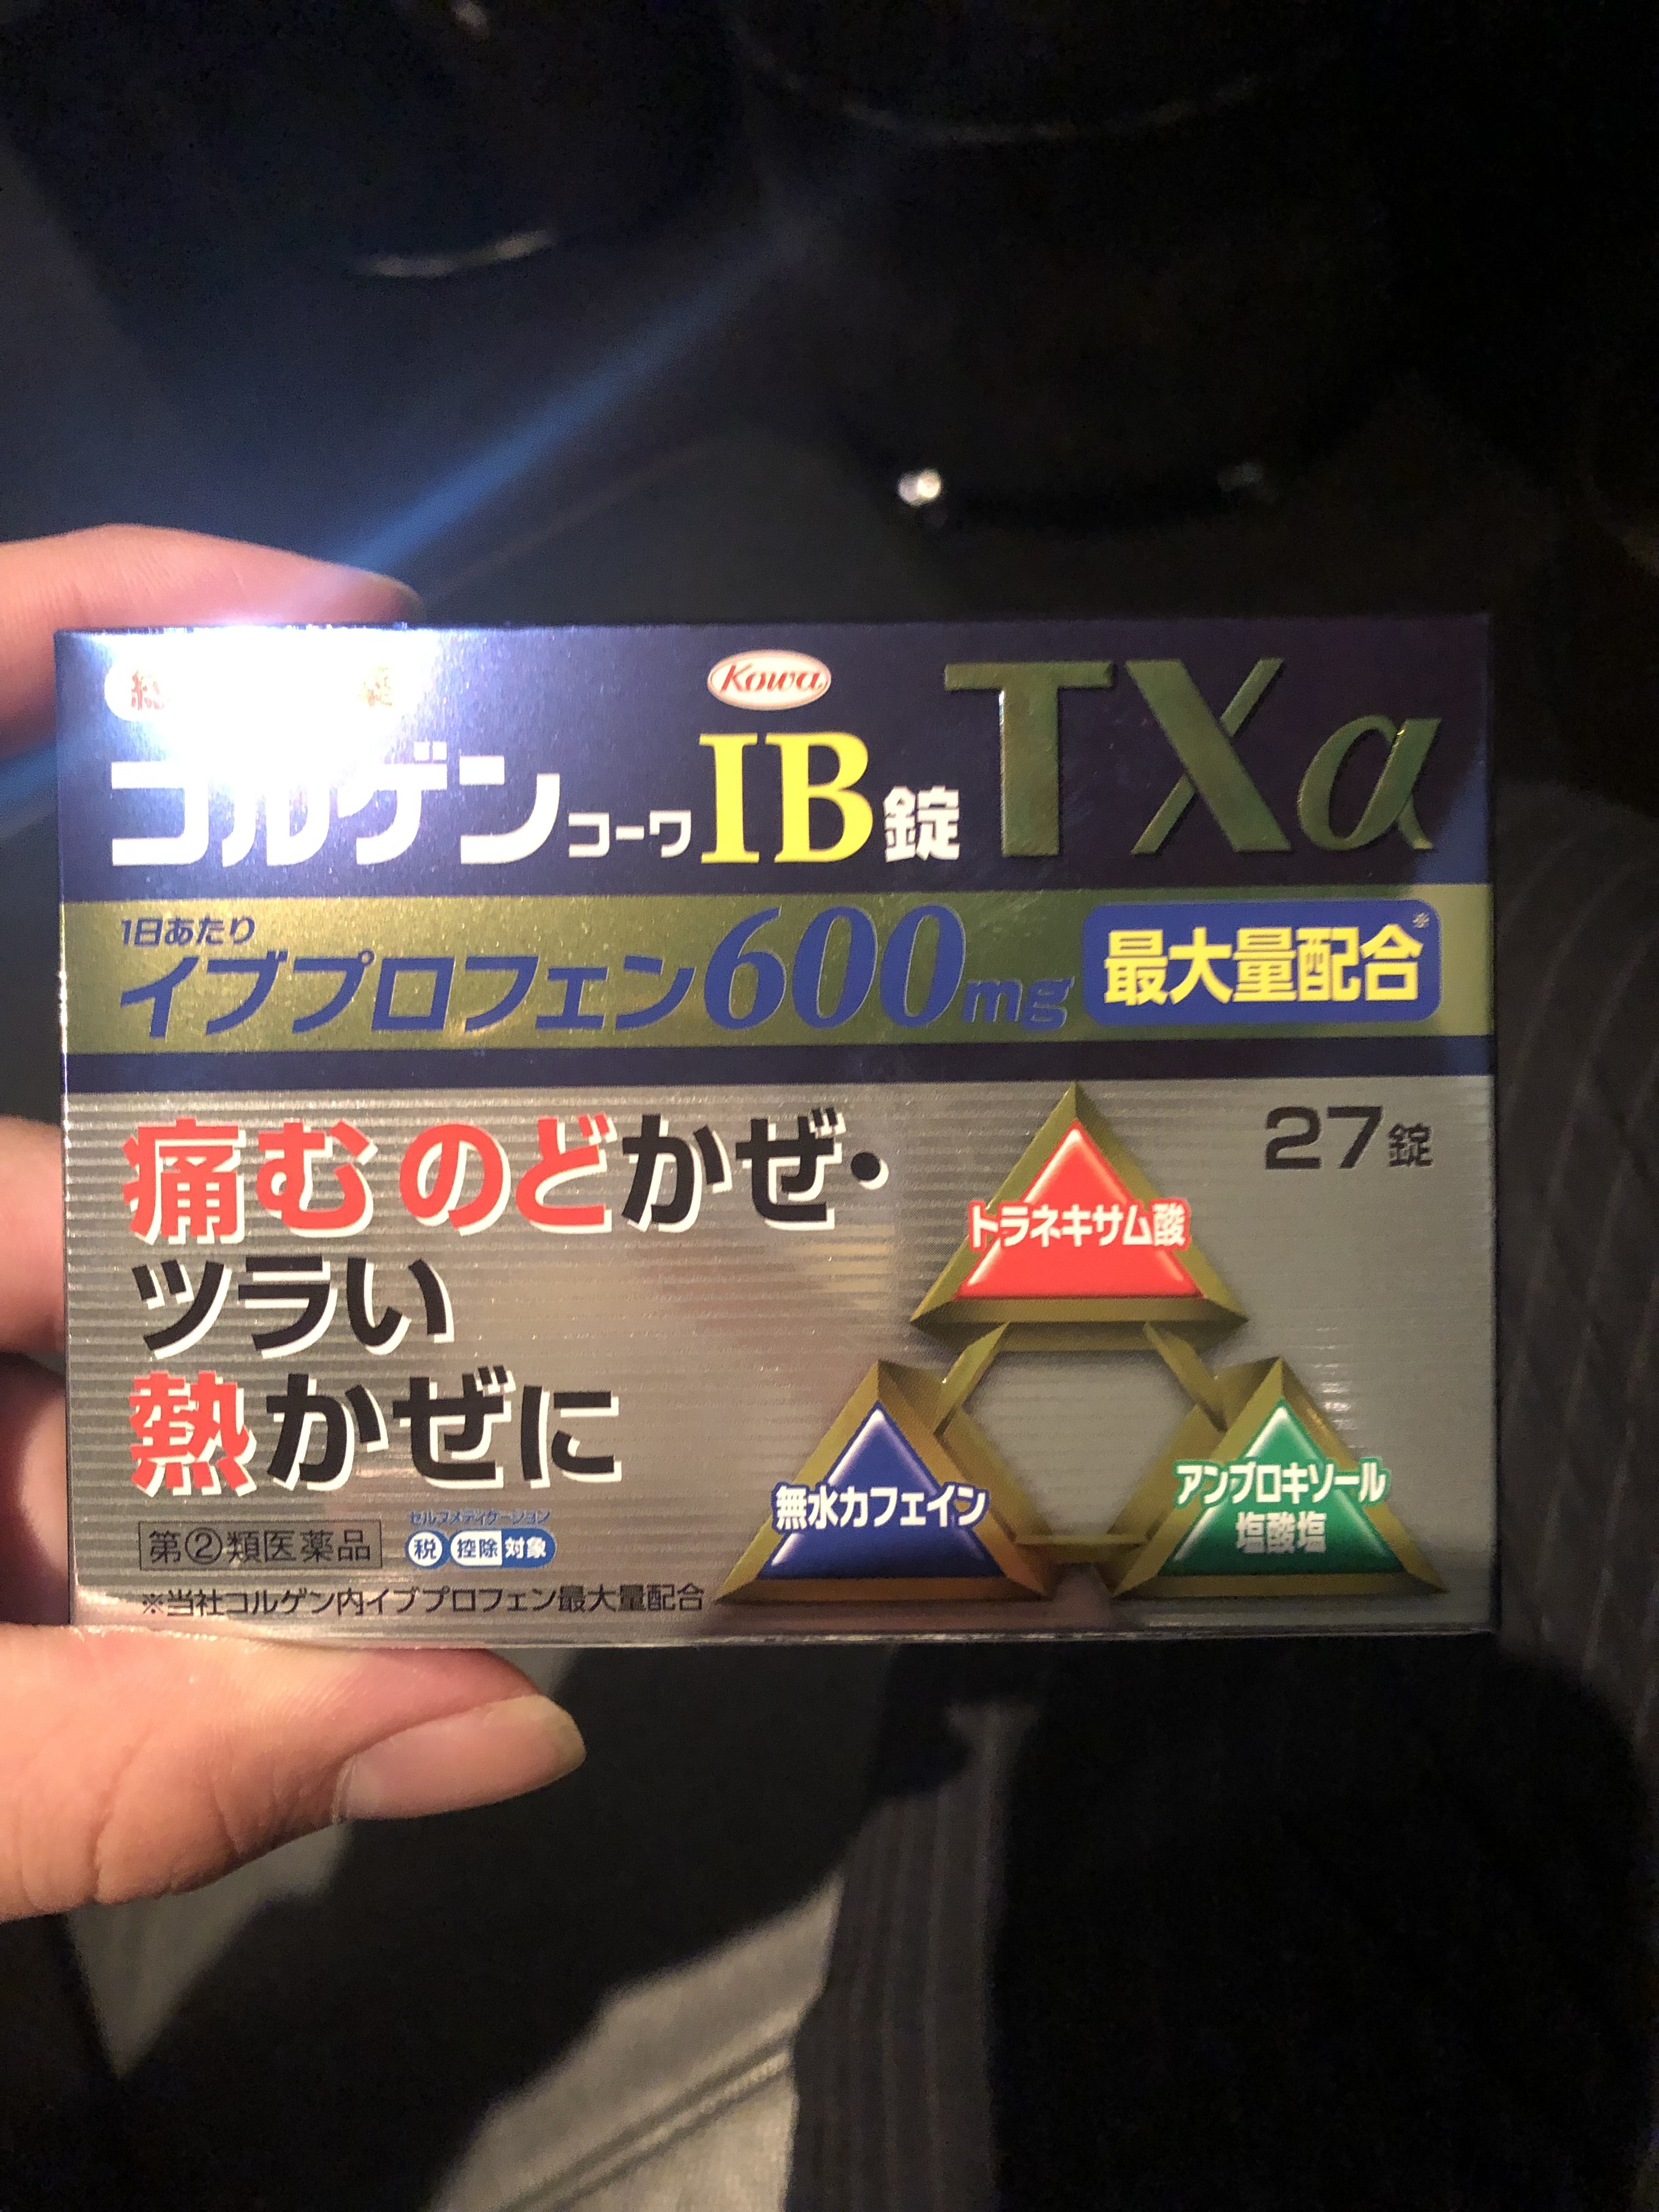 Kowa
コルゲンコーワIB錠TXα
1日あたり
イブプロフェン600mg
最大量配合※
痛むのどかぜ・
ツラい
熱かぜに
27錠
トラネキサム酸
無水カフェイン
アンブロキソール
塩酸塩
第②類医薬品
セルフメディケーション
税 控除 対象
※当社コルゲン内イブプロフェン最大量配合